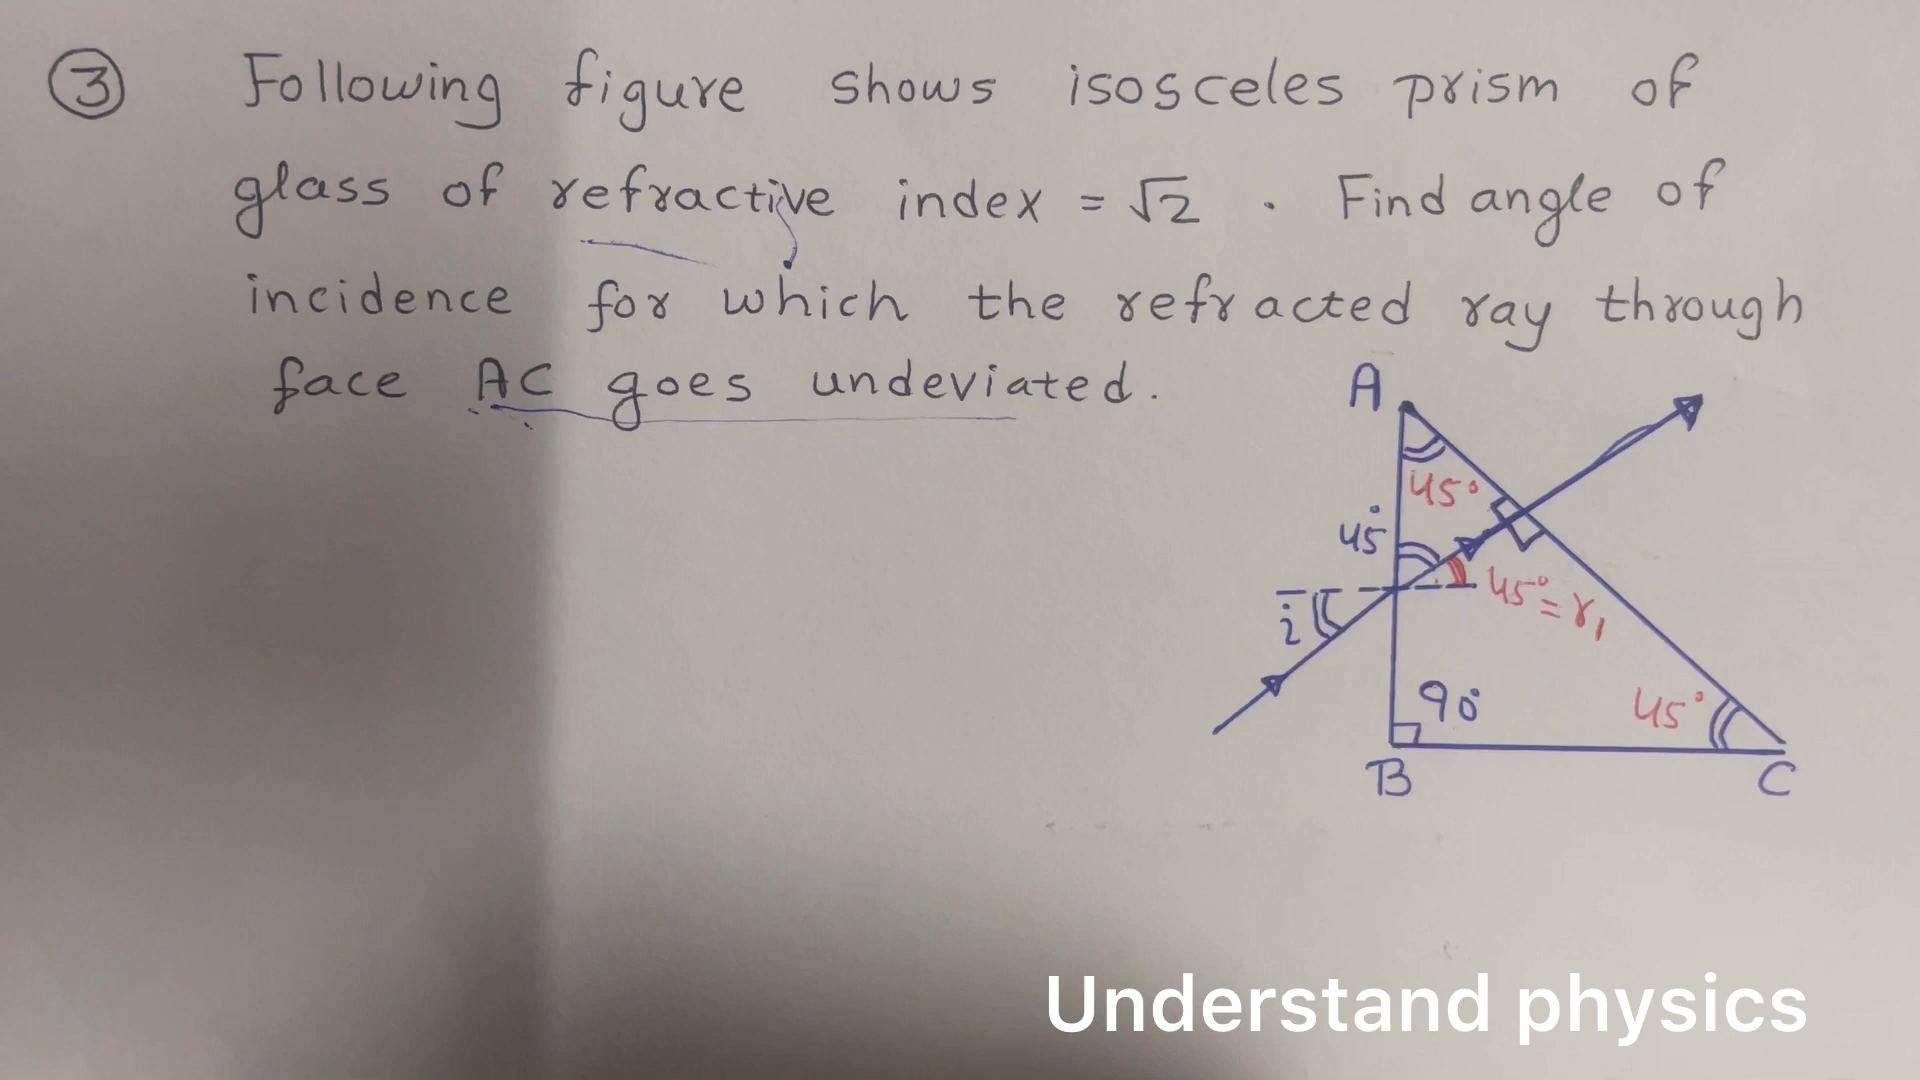 ③ Following figure shows isosceles prism of
glass of refractive index = √2 . Find angle of
incidence for which the refracted ray through
face AC goes undeviated.
A
45°
45°
45° = r₁
i
90°
45°
B
C
Understand physics